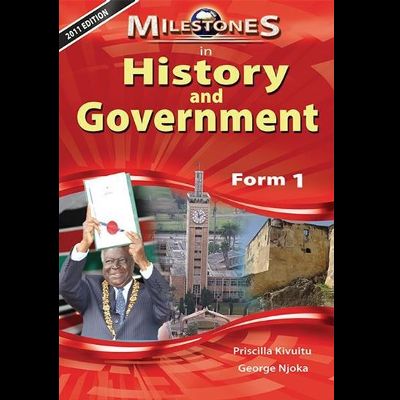 2011 EDITION
MILESTONES
in
History
and
Government
Form 1
Priscilla Kivuitu
George Njoka